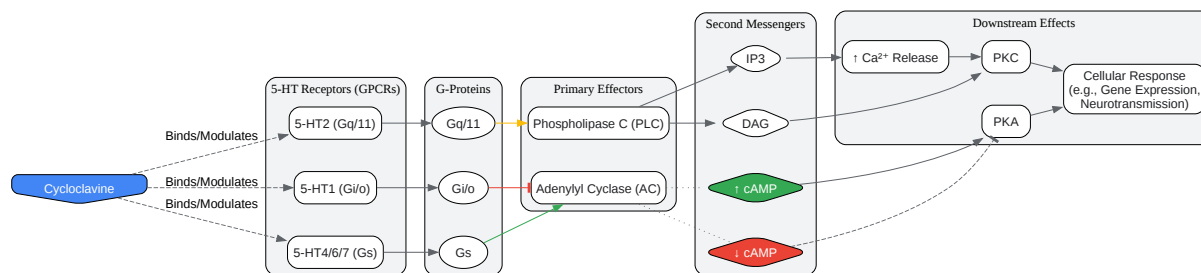 Cycloclavine
Binds/Modulates
Binds/Modulates
Binds/Modulates
5-HT Receptors (GPCRs)
5-HT2 (Gq/11)
5-HT1 (Gi/o)
5-HT4/6/7 (Gs)
G-Proteins
Gq/11
Gi/o
Gs
Primary Effectors
Phospholipase C (PLC)
Adenylyl Cyclase (AC)
Second Messengers
IP3
DAG
↑ cAMP
↓ cAMP
Downstream Effects
↑ Ca²⁺ Release
PKC
PKA
Cellular Response
(e.g., Gene Expression,
Neurotransmission)